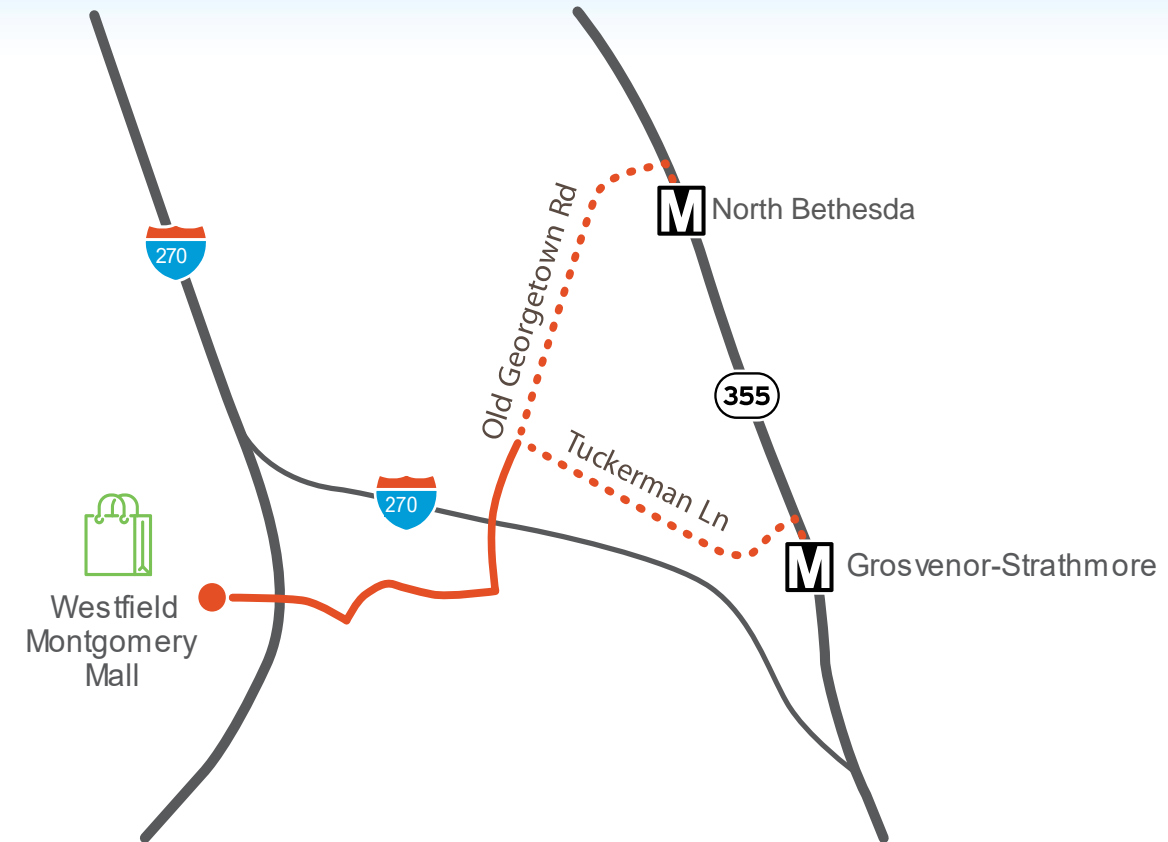 M North Bethesda
Old Georgetown Rd
270
355
Tuckerman Ln
270
M Grosvenor-Strathmore
Westfield
Montgomery
Mall